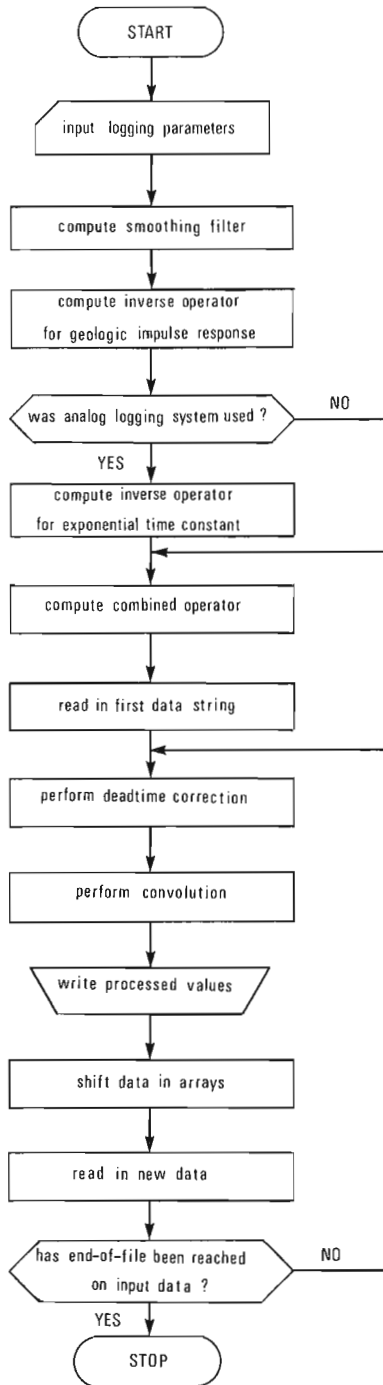 START
input logging parameters
compute smoothing filter
compute inverse operator
for geologic impulse response
was analog logging system used ?
NO
YES
compute inverse operator
for exponential time constant
compute combined operator
read in first data string
perform deadtime correction
perform convolution
write processed values
shift data in arrays
read in new data
has end-of-file been reached
on input data ?
NO
YES
STOP